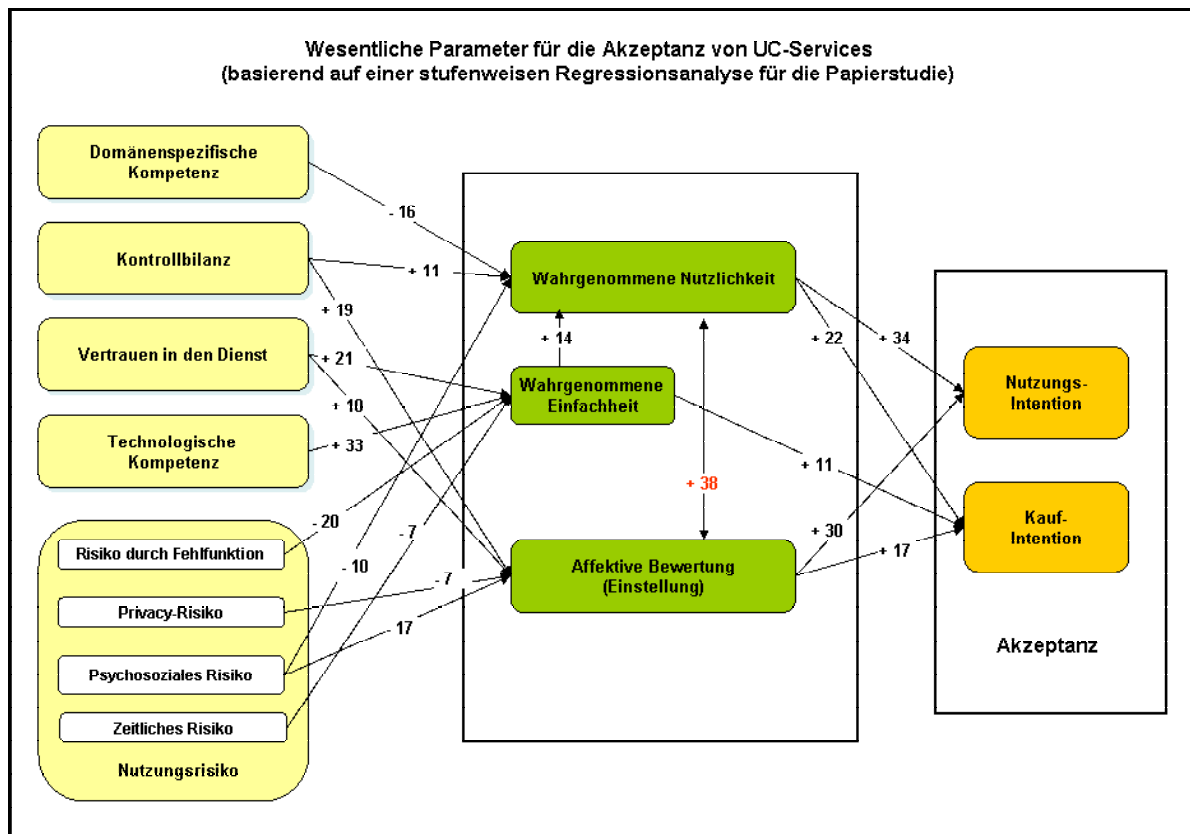 Wesentliche Parameter für die Akzeptanz von UC-Services
(basierend auf einer stufenweisen Regressionsanalyse für die Papierstudie)
Domänenspezifische
Kompetenz
- 16
Kontrollbilanz
+ 11
Wahrgenommene Nützlichkeit
+ 19
+ 14
+ 22
+ 34
Vertrauen in den Dienst
+ 21
Wahrgenommene
Einfachheit
Nutzungs-
Intention
+ 10
Technologische
Kompetenz
+ 33
+ 11
+ 38
- 20
- 7
+ 30
Kauf-
Intention
Risiko durch Fehlfunktion
- 10
- 7
Affektive Bewertung
(Einstellung)
+ 17
Privacy-Risiko
- 17
Akzeptanz
Psychosoziales Risiko
Zeitliches Risiko
Nutzungsrisiko